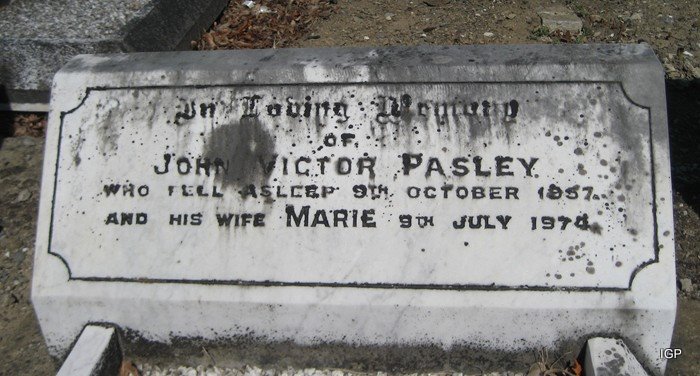 In Loving Memory
OF
JOHN VICTOR PASLEY
WHO FELL ASLEEP 9TH OCTOBER 1957.
AND HIS WIFE MARIE 9TH JULY 1974.
IGP